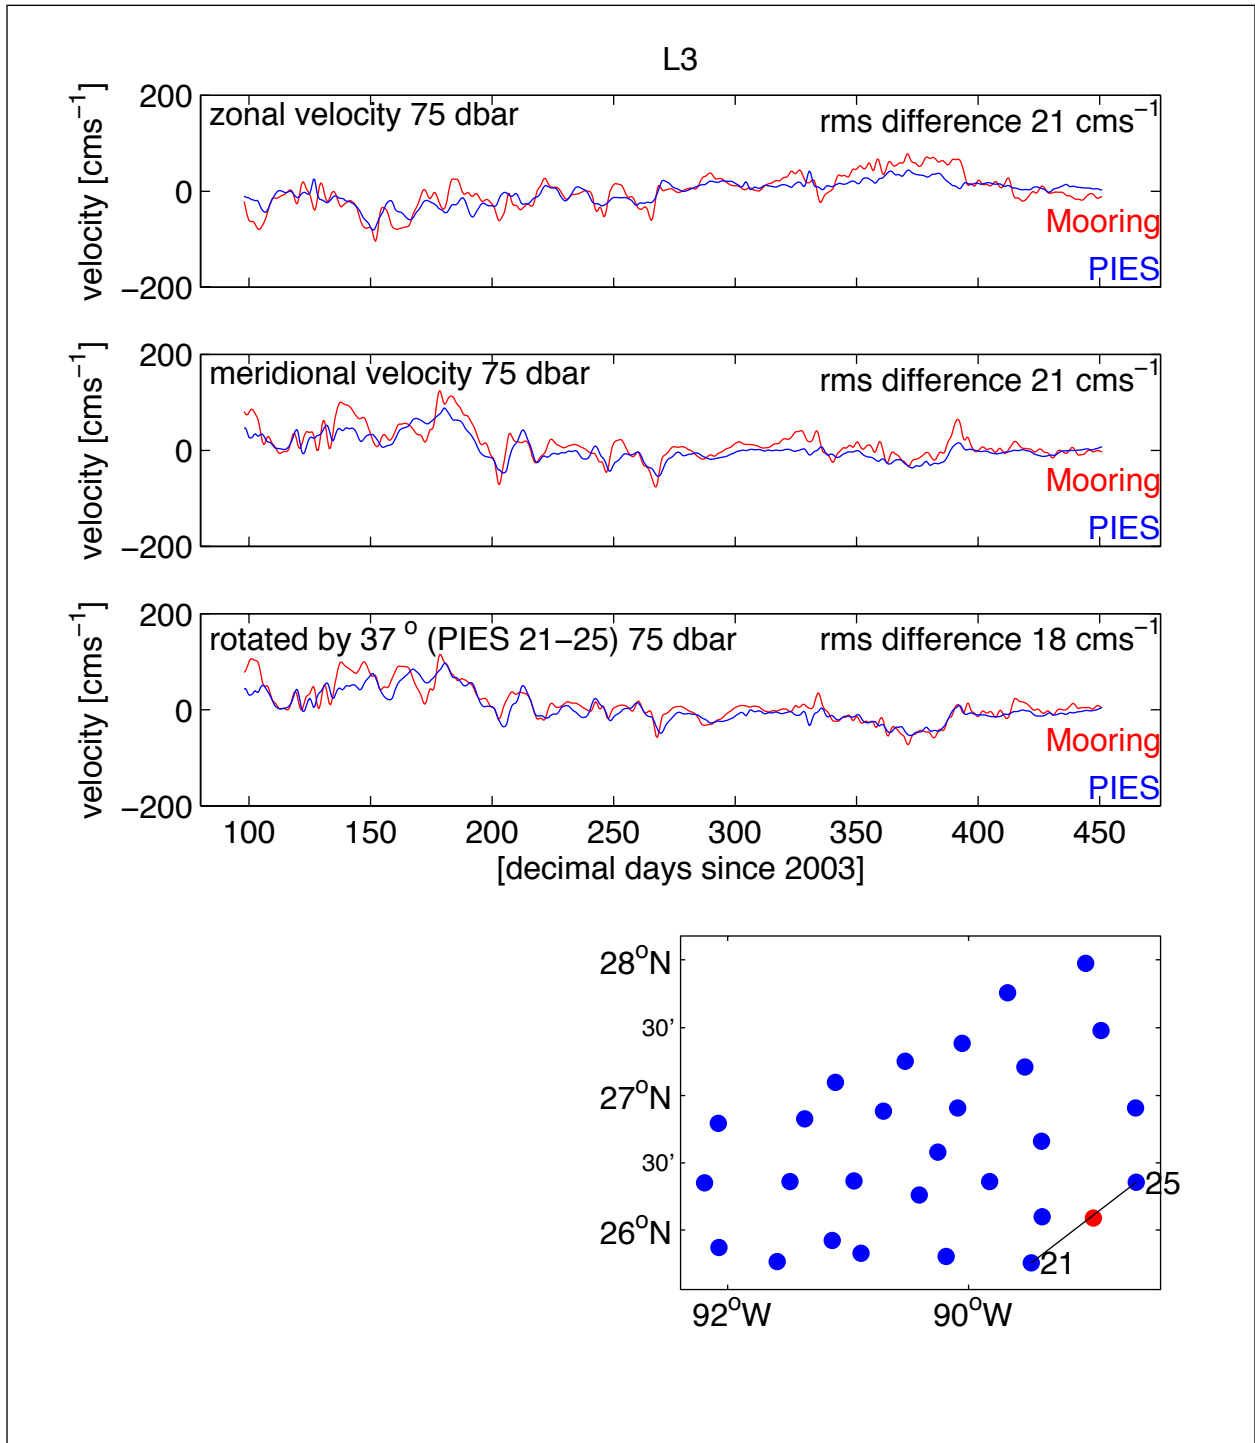 L3
200
0
−200
velocity [cms⁻¹]
zonal velocity 75 dbar
rms difference 21 cms⁻¹
Mooring
PIES
200
0
−200
velocity [cms⁻¹]
meridional velocity 75 dbar
rms difference 21 cms⁻¹
Mooring
PIES
200
0
−200
velocity [cms⁻¹]
rotated by 37 ° (PIES 21−25) 75 dbar
rms difference 18 cms⁻¹
Mooring
PIES
100 150 200 250 300 350 400 450
[decimal days since 2003]
28°N
30'
27°N
30'
26°N
25
21
92°W 90°W